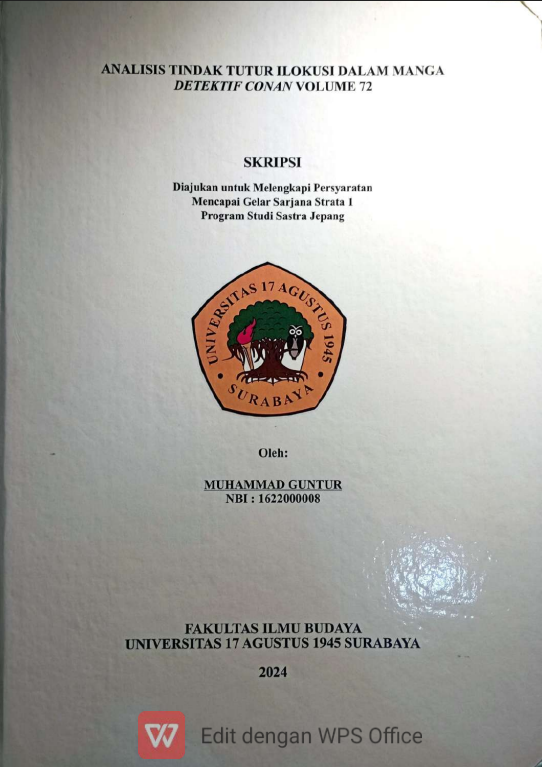 ANALISIS TINDAK TUTUR ILOKUSI DALAM MANGA
DETEKTIF CONAN VOLUME 72
SKRIPSI
Diajukan untuk Melengkapi Persyaratan
Mencapai Gelar Sarjana Strata 1
Program Studi Sastra Jepang
UNIVERSITAS 17 AGUSTUS 1945
SURABAYA
Oleh:
MUHAMMAD GUNTUR
NBI : 1622000008
FAKULTAS ILMU BUDAYA
UNIVERSITAS 17 AGUSTUS 1945 SURABAYA
2024
Edit dengan WPS Office